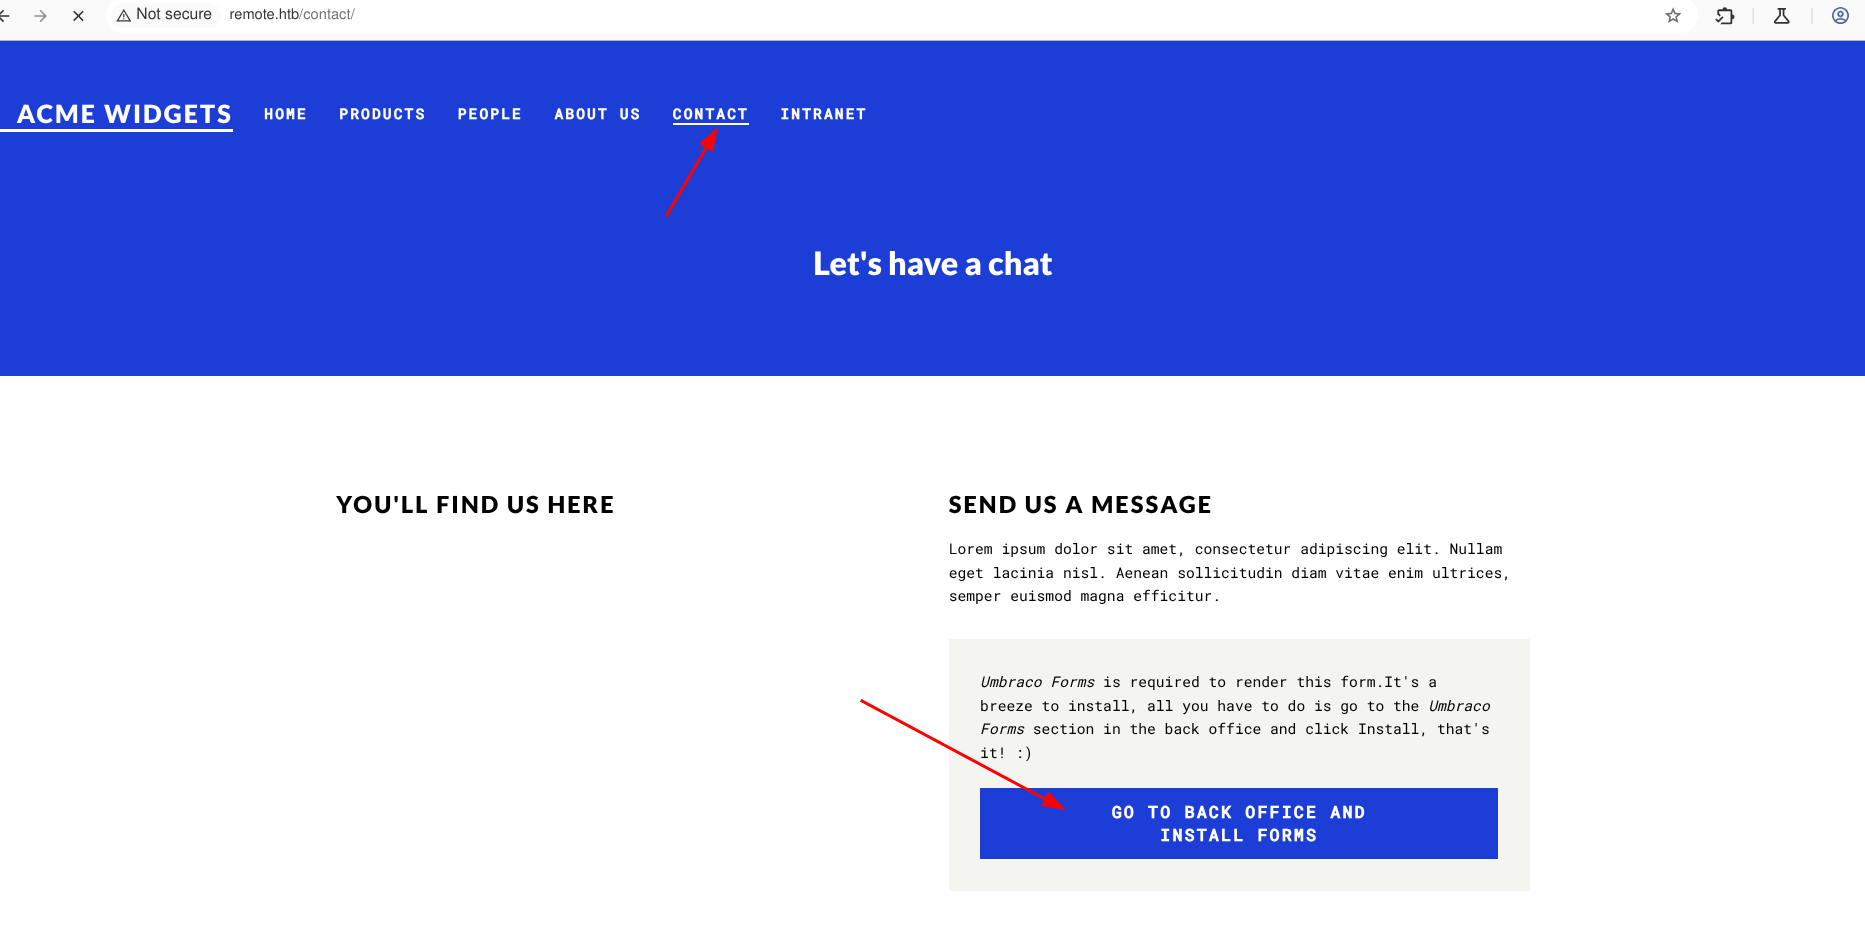 Not secure remote.htb/contact/
ACME WIDGETS HOME PRODUCTS PEOPLE ABOUT US CONTACT INTRANET
Let's have a chat
YOU'LL FIND US HERE
SEND US A MESSAGE
Lorem ipsum dolor sit amet, consectetur adipiscing elit. Nullam
eget lacinia nisl. Aenean sollicitudin diam vitae enim ultrices,
semper euismod magna efficitur.
Umbraco Forms is required to render this form.It's a
breeze to install, all you have to do is go to the Umbraco
Forms section in the back office and click Install, that's
it! :)
GO TO BACK OFFICE AND
INSTALL FORMS